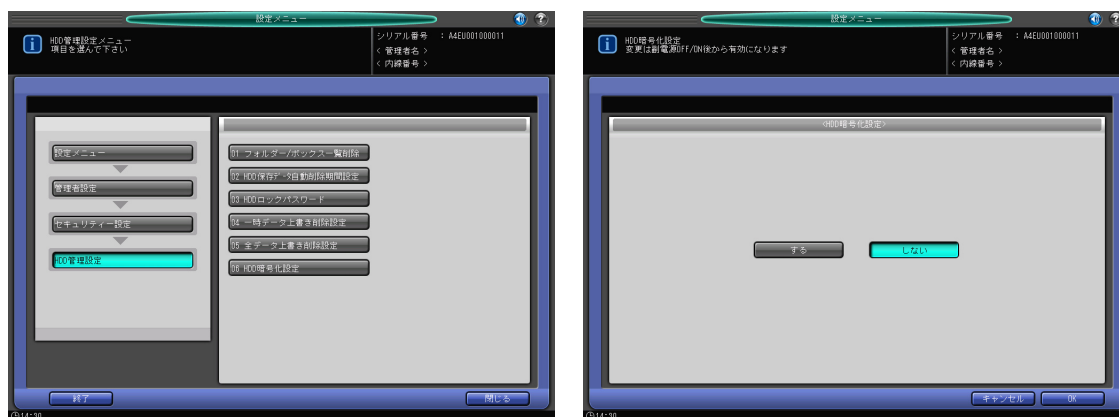 設定メニュー
HDD管理設定メニュー
項目を選んで下さい
シリアル番号 : A4EU001000011
< 管理者名 >
< 内線番号 >
設定メニュー
管理者設定
セキュリティー設定
HDD管理設定
01 フォルダー/ボックス一覧削除
02 HDD保存データ自動削除期間設定
03 HDDロックパスワード
04 一時データ上書き削除設定
05 全データ上書き削除設定
06 HDD暗号化設定
終了
閉じる
14:30
設定メニュー
HDD暗号化設定
変更は副電源OFF/ON後から有効になります
シリアル番号 : A4EU001000011
< 管理者名 >
< 内線番号 >
<HDD暗号化設定>
する
しない
キャンセル
OK
14:30